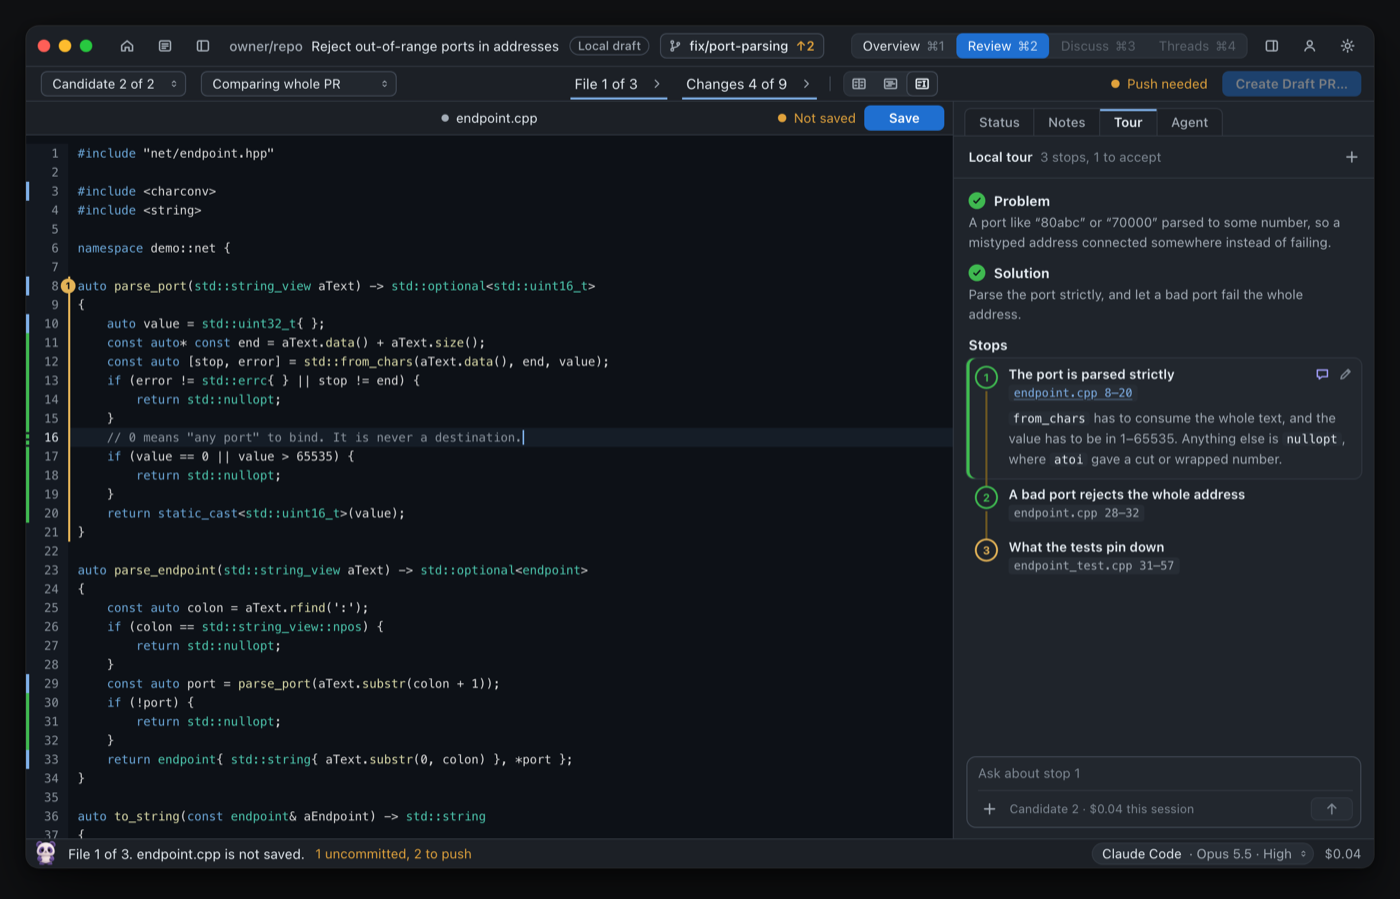 owner/repo Reject out-of-range ports in addresses Local draft fix/port-parsing ↑2 Overview ⌘1 Review ⌘2 Discuss ⌘3 Threads ⌘4
Candidate 2 of 2 Comparing whole PR File 1 of 3 Changes 4 of 9 Push needed Create Draft PR...
endpoint.cpp Not saved Save
1 #include "net/endpoint.hpp"
2
3 #include <charconv>
4 #include <string>
5
6 namespace demo::net {
7
8 1 auto parse_port(std::string_view aText) -> std::optional<std::uint16_t>
9 {
10 auto value = std::uint32_t{ };
11 const auto* const end = aText.data() + aText.size();
12 const auto [stop, error] = std::from_chars(aText.data(), end, value);
13 if (error != std::errc{ } || stop != end) {
14 return std::nullopt;
15 }
16 // 0 means "any port" to bind. It is never a destination.
17 if (value == 0 || value > 65535) {
18 return std::nullopt;
19 }
20 return static_cast<std::uint16_t>(value);
21 }
22
23 auto parse_endpoint(std::string_view aText) -> std::optional<endpoint>
24 {
25 const auto colon = aText.rfind(':');
26 if (colon == std::string_view::npos) {
27 return std::nullopt;
28 }
29 const auto port = parse_port(aText.substr(colon + 1));
30 if (!port) {
31 return std::nullopt;
32 }
33 return endpoint{ std::string{ aText.substr(0, colon) }, *port };
34 }
35
36 auto to_string(const endpoint& aEndpoint) -> std::string
37 {
Status Notes Tour Agent
Local tour 3 stops, 1 to accept
Problem
A port like “80abc” or “70000” parsed to some number, so a
mistyped address connected somewhere instead of failing.
Solution
Parse the port strictly, and let a bad port fail the whole
address.
Stops
1 The port is parsed strictly
endpoint.cpp 8–20
from_chars has to consume the whole text, and the
value has to be in 1–65535. Anything else is nullopt,
where atoi gave a cut or wrapped number.
2 A bad port rejects the whole address
endpoint.cpp 28–32
3 What the tests pin down
endpoint_test.cpp 31–57
Ask about stop 1
Candidate 2 · $0.04 this session
File 1 of 3. endpoint.cpp is not saved. 1 uncommitted, 2 to push Claude Code · Opus 5.5 · High $0.04